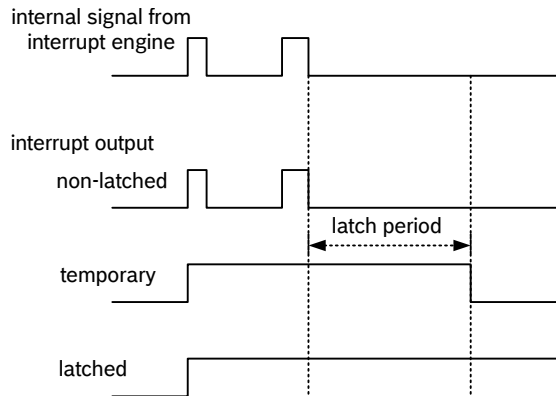 internal signal from
interrupt engine
interrupt output
non-latched
latch period
temporary
latched